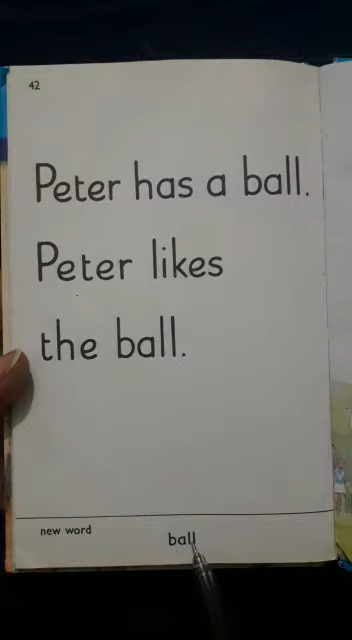 42
Peter has a ball.
Peter likes
the ball.
new word ball